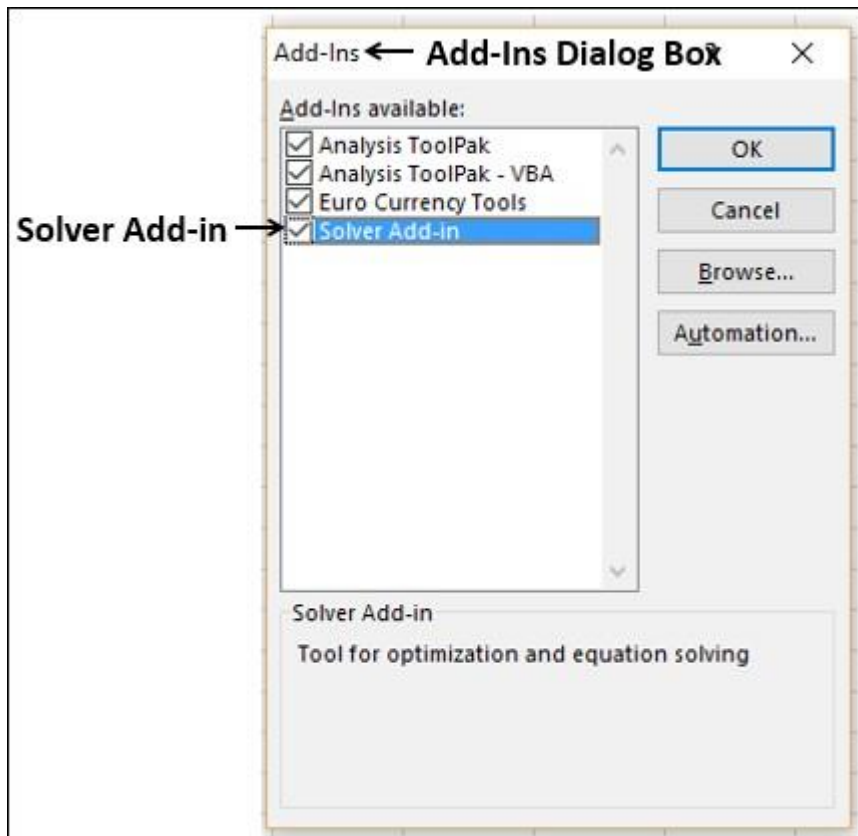 Add-Ins Add-Ins Dialog Box
Add-Ins available:
Analysis ToolPak
Analysis ToolPak - VBA
Euro Currency Tools
Solver Add-in Solver Add-in
OK
Cancel
Browse...
Automation...
Solver Add-in
Tool for optimization and equation solving